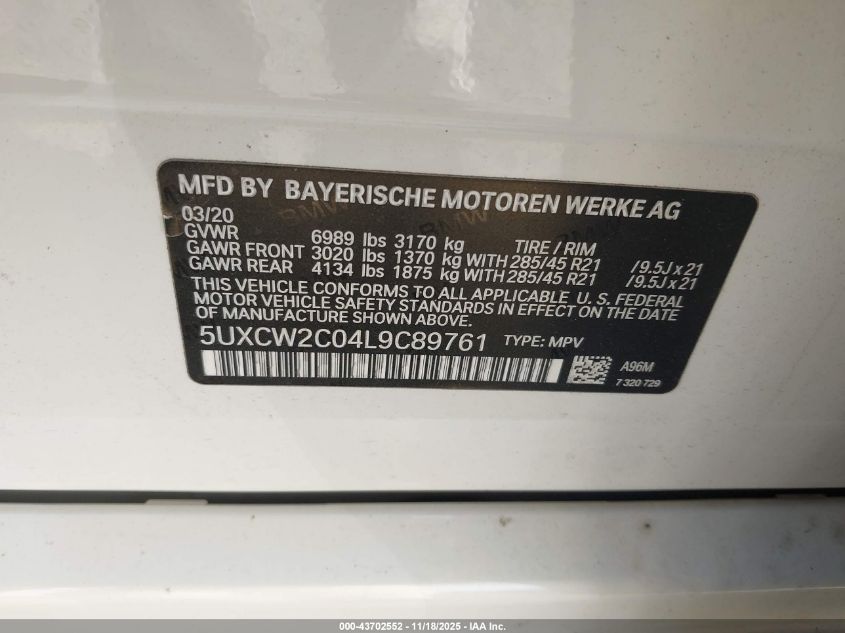 MFD BY BAYERISCHE MOTOREN WERKE AG
03/20
GVWR 6989 lbs 3170 kg TIRE / RIM
GAWR FRONT 3020 lbs 1370 kg WITH 285/45 R21 /9.5J x 21
GAWR REAR 4134 lbs 1875 kg WITH 285/45 R21 /9.5J x 21
THIS VEHICLE CONFORMS TO ALL APPLICABLE U. S. FEDERAL
MOTOR VEHICLE SAFETY STANDARDS IN EFFECT ON THE DATE
OF MANUFACTURE SHOWN ABOVE.
5UXCW2C04L9C89761 TYPE: MPV
A96M
7 320 729
000-43702552 - 11/18/2025 - IAA Inc.